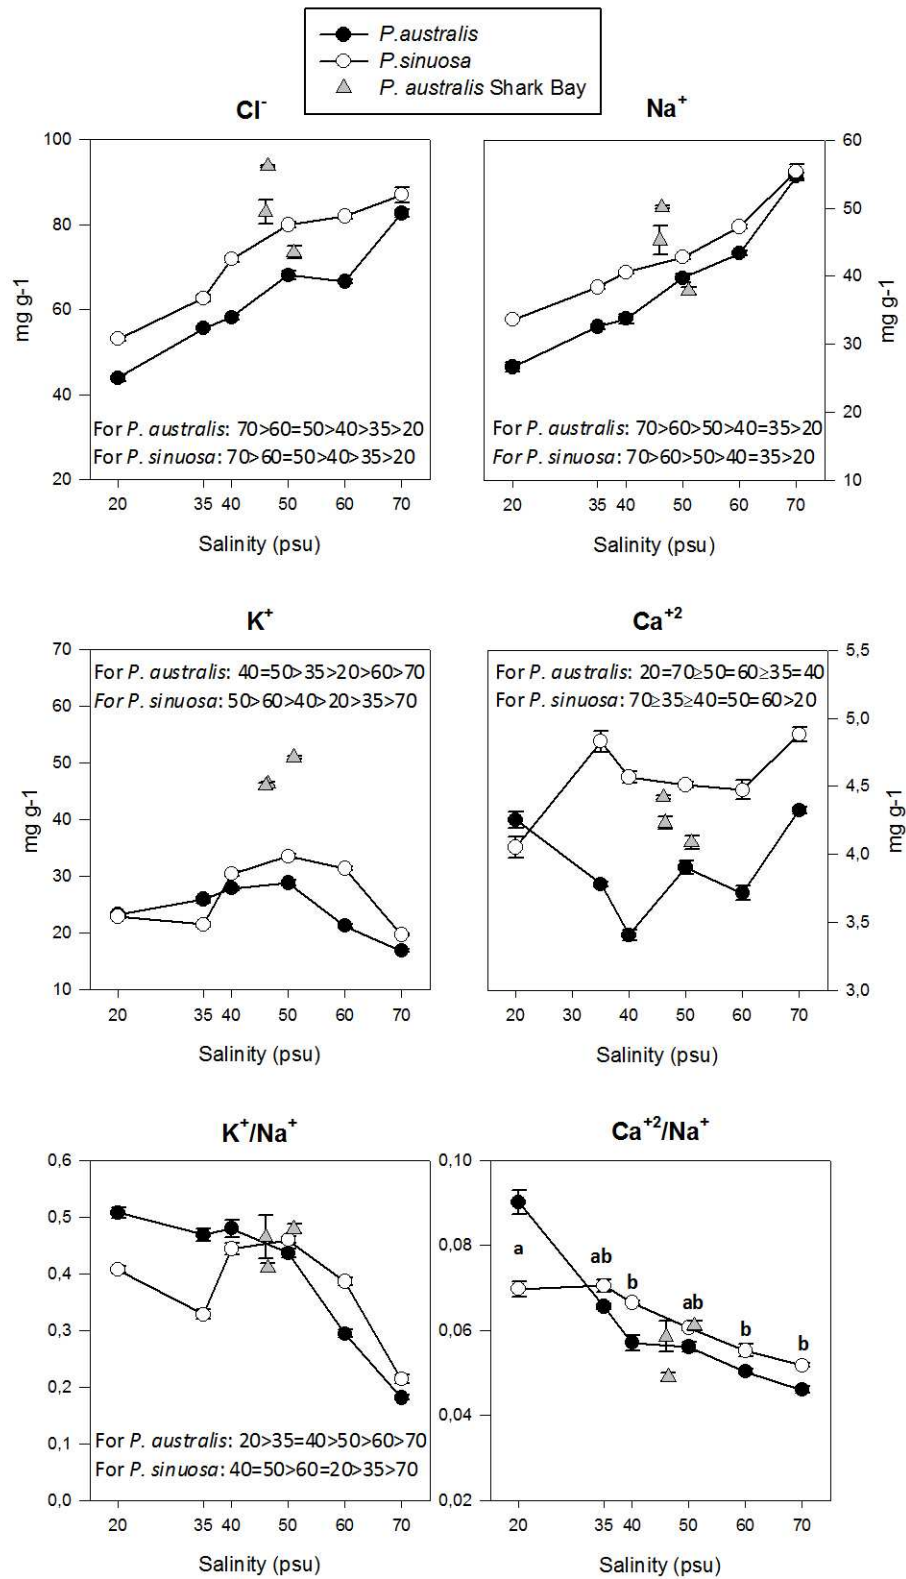 P.australis
P.sinuosa
P. australis Shark Bay
Cl-
Na+
100
80
60
40
20
mg g-1
For P. australis: 70>60=50>40>35>20
For P. sinuosa: 70>60=50>40>35>20
20 35 40 50 60 70
Salinity (psu)
60
50
40
30
20
10
mg g-1
For P. australis: 70>60>50>40=35>20
For P. sinuosa: 70>60>50>40=35>20
20 35 40 50 60 70
Salinity (psu)
K+
Ca+2
70
60
50
40
30
20
10
mg g-1
For P. australis: 40=50>35>20>60>70
For P. sinuosa: 50>60>40>20>35>70
20 35 40 50 60 70
Salinity (psu)
5,5
5,0
4,5
4,0
3,5
3,0
mg g-1
For P. australis: 20=70≥50=60≥35=40
For P. sinuosa: 70≥35≥40=50=60>20
20 30 40 50 60 70
Salinity (psu)
K+/Na+
Ca+2/Na+
0,6
0,5
0,4
0,3
0,2
0,1
0,0
For P. australis: 20>35=40>50>60>70
For P. sinuosa: 40=50>60=20>35>70
20 35 40 50 60 70
Salinity (psu)
0,10
0,08
0,06
0,04
0,02
a ab b ab b b
20 35 40 50 60 70
Salinity (psu)